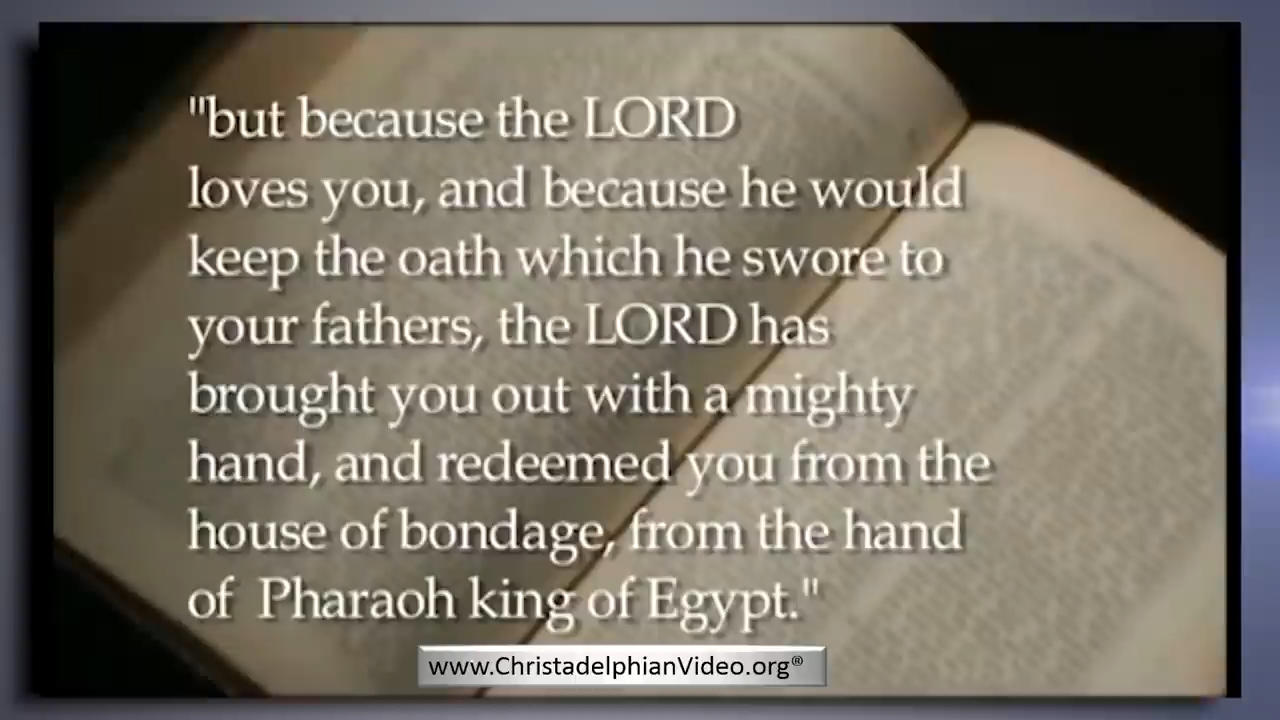 "but because the LORD
loves you, and because he would
keep the oath which he swore to
your fathers, the LORD has
brought you out with a mighty
hand, and redeemed you from the
house of bondage, from the hand
of Pharaoh king of Egypt."
www.ChristadelphianVideo.org®